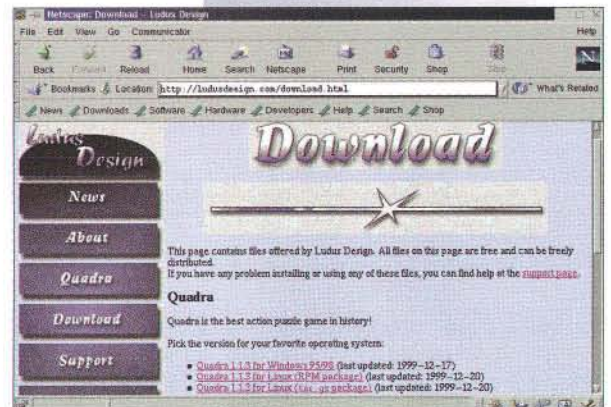 Netscape: Download - Ludus Design
File Edit View Go Communicator Help
Back Forward Reload Home Search Netscape Print Security Shop Stop
Bookmarks Location: http://ludusdesign.com/download.html What's Related
News Downloads Software Hardware Developers Help Search Shop
Ludus
Design
News
About
Quadra
Download
Support
Download
This page contains files offered by Ludus Design. All files on this page are free and can be freely
distributed.
If you have any problem installing or using any of these files, you can find help at the support page.
Quadra
Quadra is the best action puzzle game in history!
Pick the version for your favorite operating system:
Quadra 1.1.3 for Windows 95/98 (last updated: 1999-12-17)
Quadra 1.1.3 for Linux (RPM package) (last updated: 1999-12-20)
Quadra 1.1.3 for Linux (tar.gz package) (last updated: 1999-12-20)